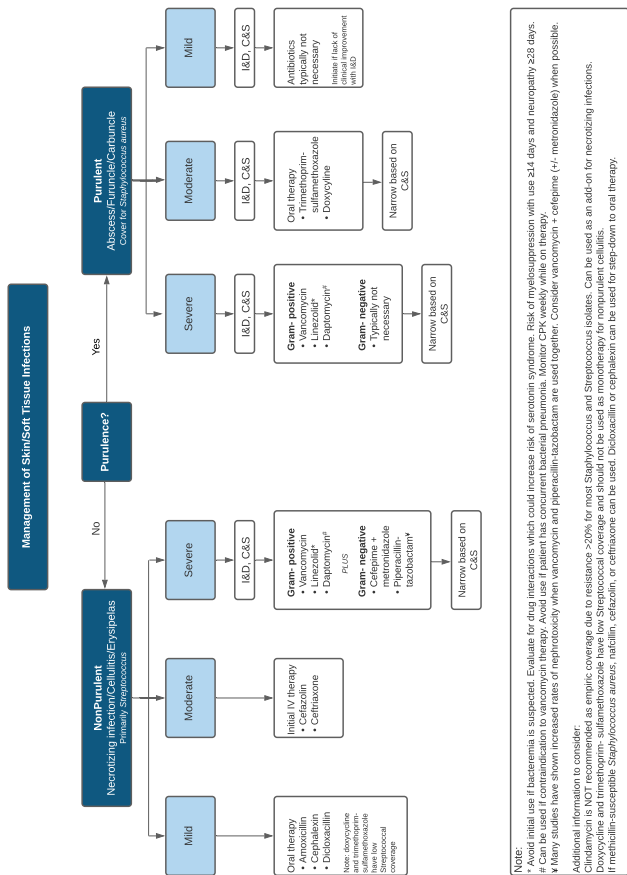 Management of Skin/Soft Tissue Infections
Purulence?
No
Yes
NonPurulent
Necrotizing infection/Cellulitis/Erysipelas
Primarily Streptococcus
Purulent
Abscess/Furuncle/Carbuncle
Cover for Staphylococcus aureus
Mild
Moderate
Severe
Severe
Moderate
Mild
I&D, C&S
I&D, C&S
I&D, C&S
I&D, C&S
Oral therapy
• Amoxicillin
• Cephalexin
• Dicloxacillin
Note: doxycycline
and trimethoprim-
sulfamethoxazole
have low
Streptococcal
coverage
Initial IV therapy
• Cefazolin
• Ceftriaxone
Gram- positive
• Vancomycin
• Linezolid*
• Daptomycin#
PLUS
Gram- negative
• Cefepime +
metronidazole
• Piperacillin-
tazobactam¥
Narrow based on
C&S
Gram- positive
• Vancomycin
• Linezolid*
• Daptomycin#
Gram- negative
• Typically not
necessary
Narrow based on
C&S
Oral therapy
• Trimethoprim-
sulfamethoxazole
• Doxycyline
Narrow based on
C&S
Antibiotics
typically not
necessary
Initiate if lack of
clinical improvement
with I&D
Note:
* Avoid initial use if bacteremia is suspected. Evaluate for drug interactions which could increase risk of serotonin syndrome. Risk of myelosuppression with use ≥14 days and neuropathy ≥28 days.
# Can be used if contraindication to vancomycin therapy. Avoid use if patient has concurrent bacterial pneumonia. Monitor CPK weekly while on therapy.
¥ Many studies have shown increased rates of nephrotoxicity when vancomycin and piperacillin-tazobactam are used together. Consider vancomycin + cefepime (+/- metronidazole) when possible.
Additional information to consider:
Clindamycin is NOT recommended as empiric coverage due to resistance >20% for most Staphylococcus and Streptococcus isolates. Can be used as an add-on for necrotizing infections.
Doxycycline and trimethoprim- sulfamethoxazole have low Streptococcal coverage and should not be used as monotherapy for nonpurulent cellulitis.
If methicillin-susceptible Staphylococcus aureus, nafcillin, cefazolin, or ceftriaxone can be used. Dicloxacillin or cephalexin can be used for step-down to oral therapy.